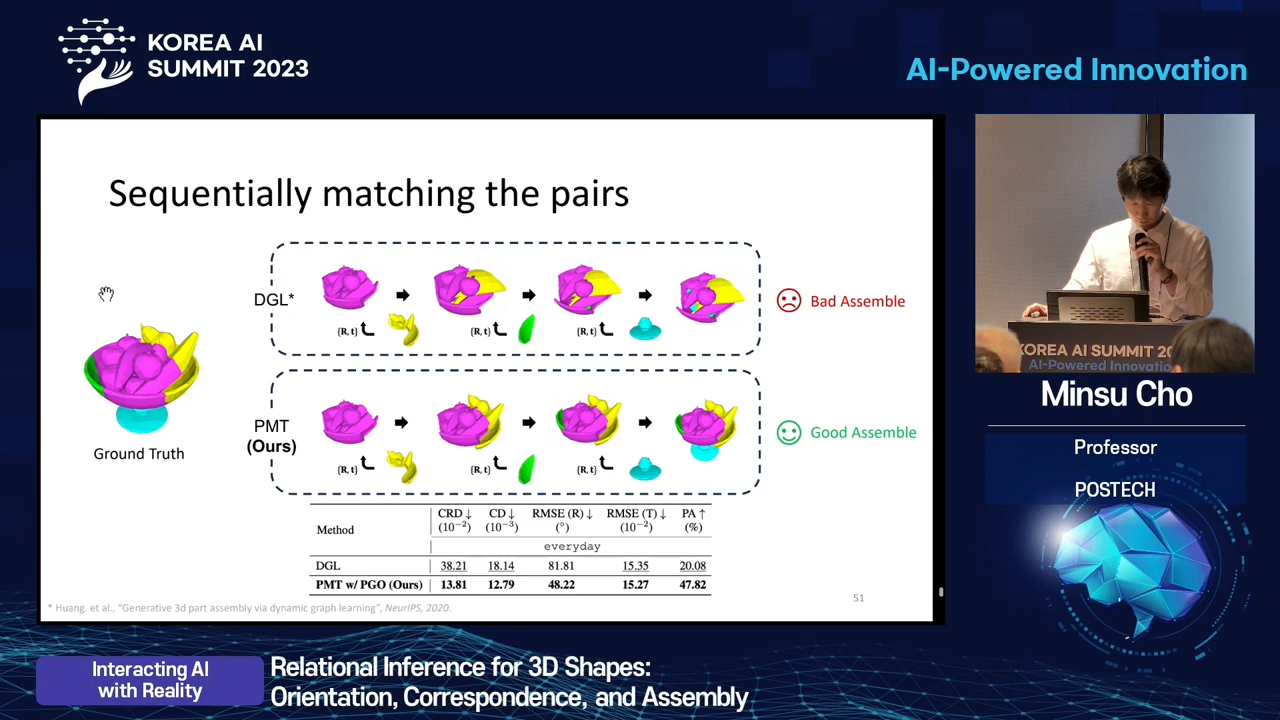 KOREA AI
SUMMIT 2023
AI-Powered Innovation
Sequentially matching the pairs
DGL*
{R, t}
{R, t}
{R, t}
Bad Assemble
PMT
(Ours)
{R, t}
{R, t}
{R, t}
Good Assemble
Ground Truth
Method CRD ↓ CD ↓ RMSE (R) ↓ RMSE (T) ↓ PA ↑
(10⁻²) (10⁻³) (°) (10⁻²) (%)
everyday
DGL 38.21 18.14 81.81 15.35 20.08
PMT w/ PGO (Ours) 13.81 12.79 48.22 15.27 47.82
* Huang. et al., "Generative 3d part assembly via dynamic graph learning", NeurIPS, 2020.
51
KOREA AI SUMMIT 20
AI-Powered Innovatio
Minsu Cho
Professor
POSTECH
Interacting AI
with Reality
Relational Inference for 3D Shapes:
Orientation, Correspondence, and Assembly